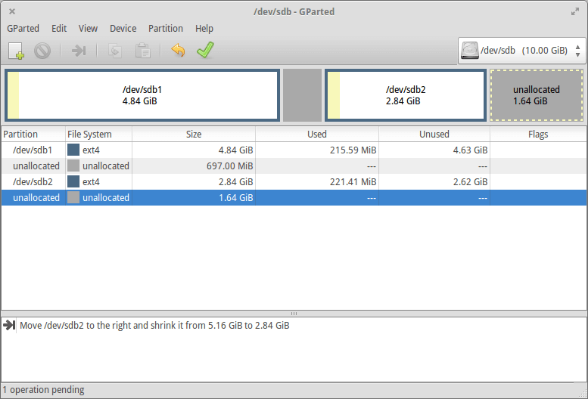 /dev/sdb - GParted
GParted Edit View Device Partition Help
/dev/sdb (10.00 GiB)
/dev/sdb1
4.84 GiB
/dev/sdb2
2.84 GiB
unallocated
1.64 GiB
Partition File System Size Used Unused Flags
/dev/sdb1 ext4 4.84 GiB 215.59 MiB 4.63 GiB
unallocated unallocated 697.00 MiB --- ---
/dev/sdb2 ext4 2.84 GiB 221.41 MiB 2.62 GiB
unallocated unallocated 1.64 GiB --- ---
Move /dev/sdb2 to the right and shrink it from 5.16 GiB to 2.84 GiB
1 operation pending